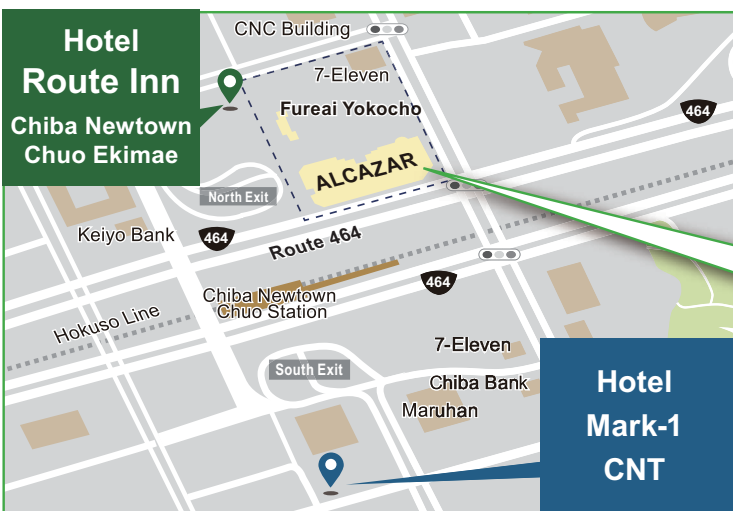 Hotel
Route Inn
Chiba Newtown
Chuo Ekimae
CNC Building
7-Eleven
Fureai Yokocho
464
ALCAZAR
North Exit
Keiyo Bank
464
Route 464
464
Chiba Newtown
Chuo Station
Hokuso Line
7-Eleven
South Exit
Chiba Bank
Maruhan
Hotel
Mark-1
CNT